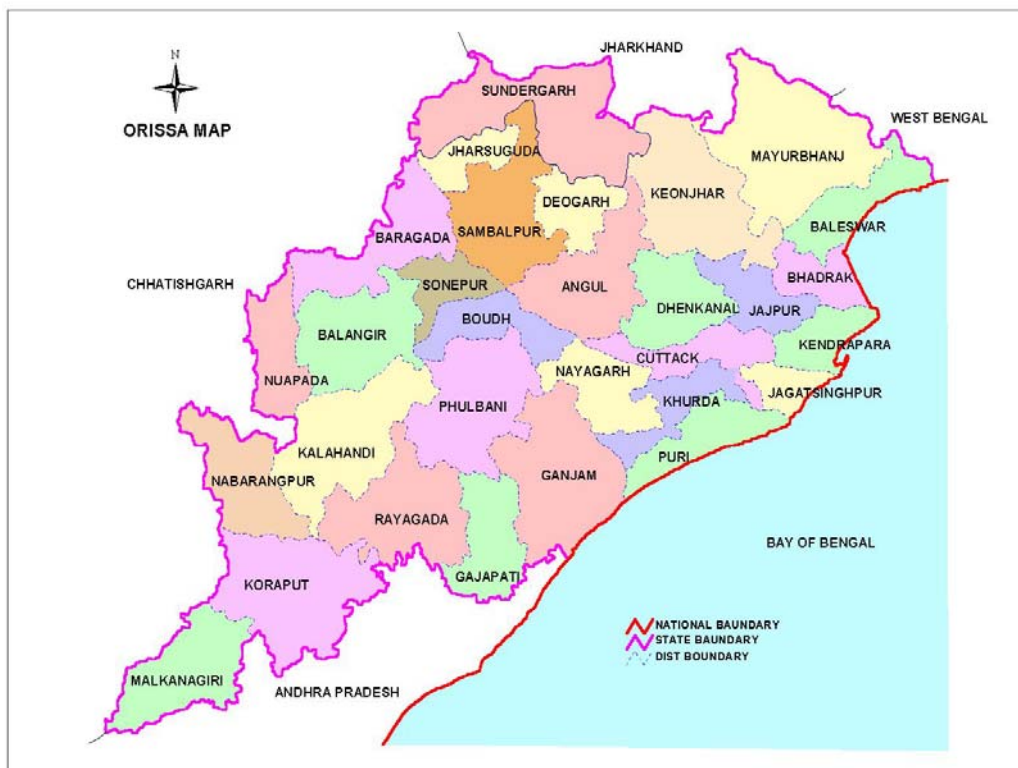 JHARKHAND
N
SUNDERGARH
WEST BENGAL
ORISSA MAP
JHARSUGUDA
MAYURBHANJ
DEOGARH
KEONJHAR
BALESWAR
SAMBALPUR
BARAGADA
BHADRAK
CHHATISHGARH
SONEPUR
ANGUL
DHENKANAL
JAJPUR
BOUDH
BALANGIR
KENDRAPARA
CUTTACK
NAYAGARH
NUAPADA
JAGATSINGHPUR
KHURDA
PHULBANI
KALAHANDI
PURI
GANJAM
NABARANGPUR
RAYAGADA
BAY OF BENGAL
GAJAPATI
KORAPUT
NATIONAL BAUNDARY
STATE BAUNDARY
DIST BOUNDARY
MALKANAGIRI
ANDHRA PRADESH